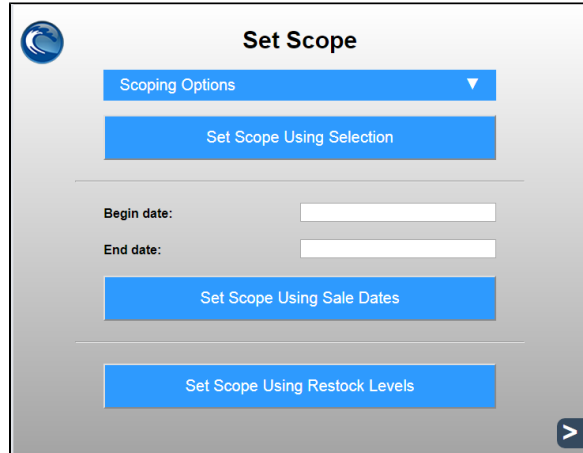 Set Scope
Scoping Options ▼
Set Scope Using Selection
Begin date:
End date:
Set Scope Using Sale Dates
Set Scope Using Restock Levels
>